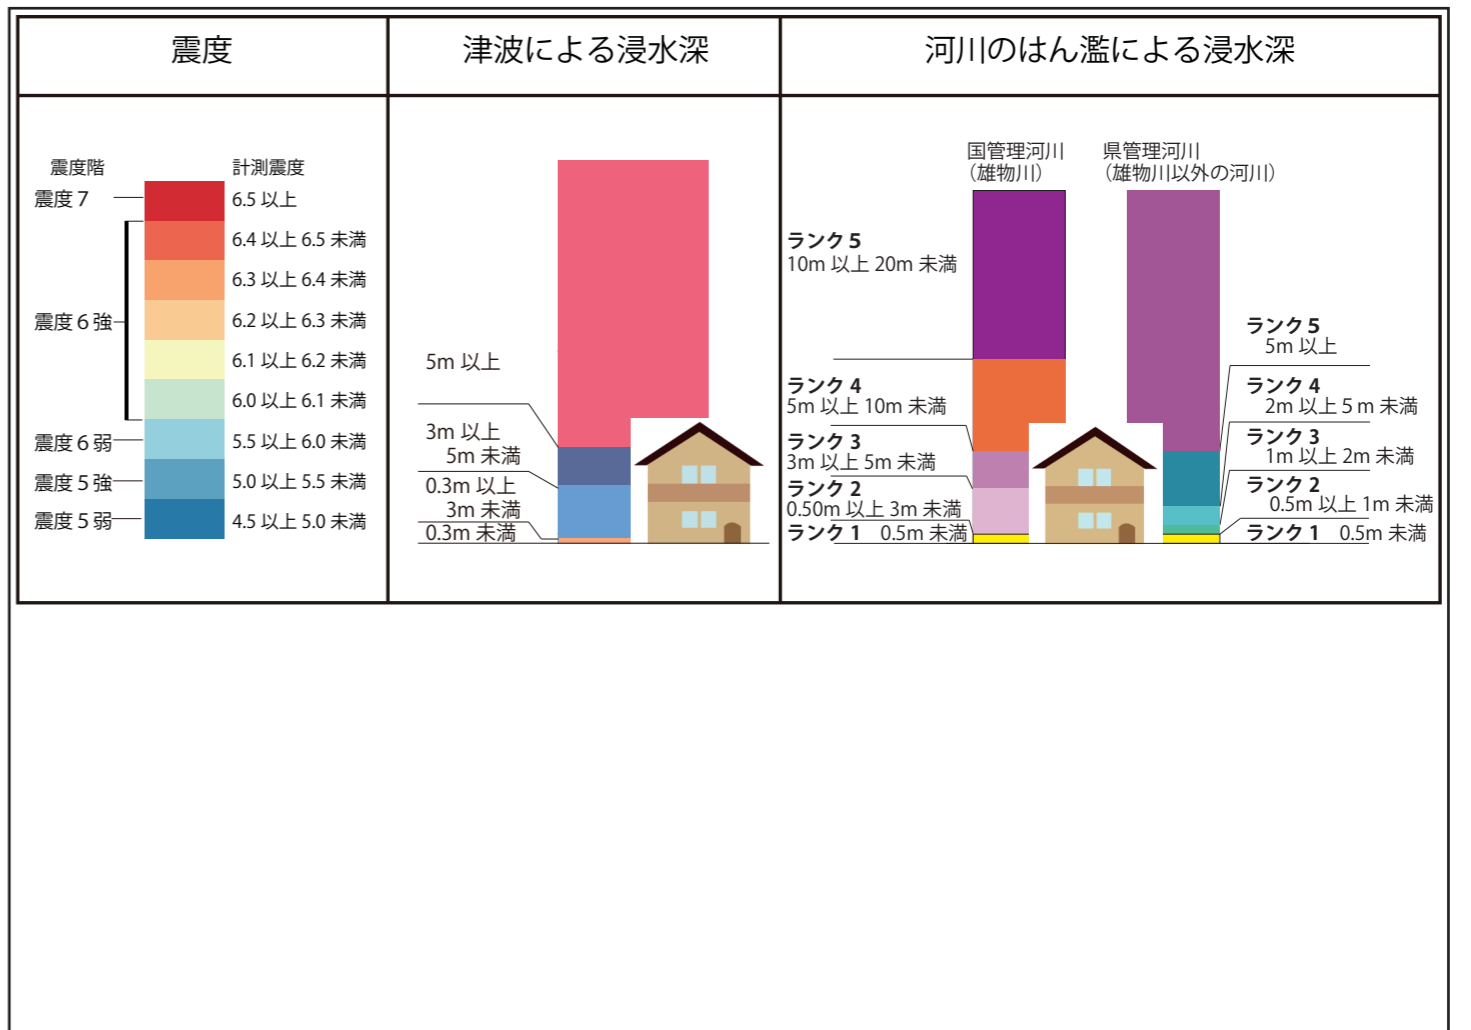 震度
津波による浸水深
河川のはん濫による浸水深
震度階
計測震度
震度７
6.5 以上
6.4 以上 6.5 未満
6.3 以上 6.4 未満
震度６強
6.2 以上 6.3 未満
6.1 以上 6.2 未満
6.0 以上 6.1 未満
震度６弱
5.5 以上 6.0 未満
震度５強
5.0 以上 5.5 未満
震度５弱
4.5 以上 5.0 未満
5m 以上
3m 以上
5m 未満
0.3m 以上
3m 未満
0.3m 未満
国管理河川
（雄物川）
ランク５
10m 以上 20m 未満
ランク４
5m 以上 10m 未満
ランク３
3m 以上 5m 未満
ランク２
0.50m 以上 3m 未満
ランク１ 0.5m 未満
県管理河川
（雄物川以外の河川）
ランク５
5m 以上
ランク４
2m 以上 5 m 未満
ランク３
1m 以上 2m 未満
ランク２
0.5m 以上 1m 未満
ランク１ 0.5m 未満